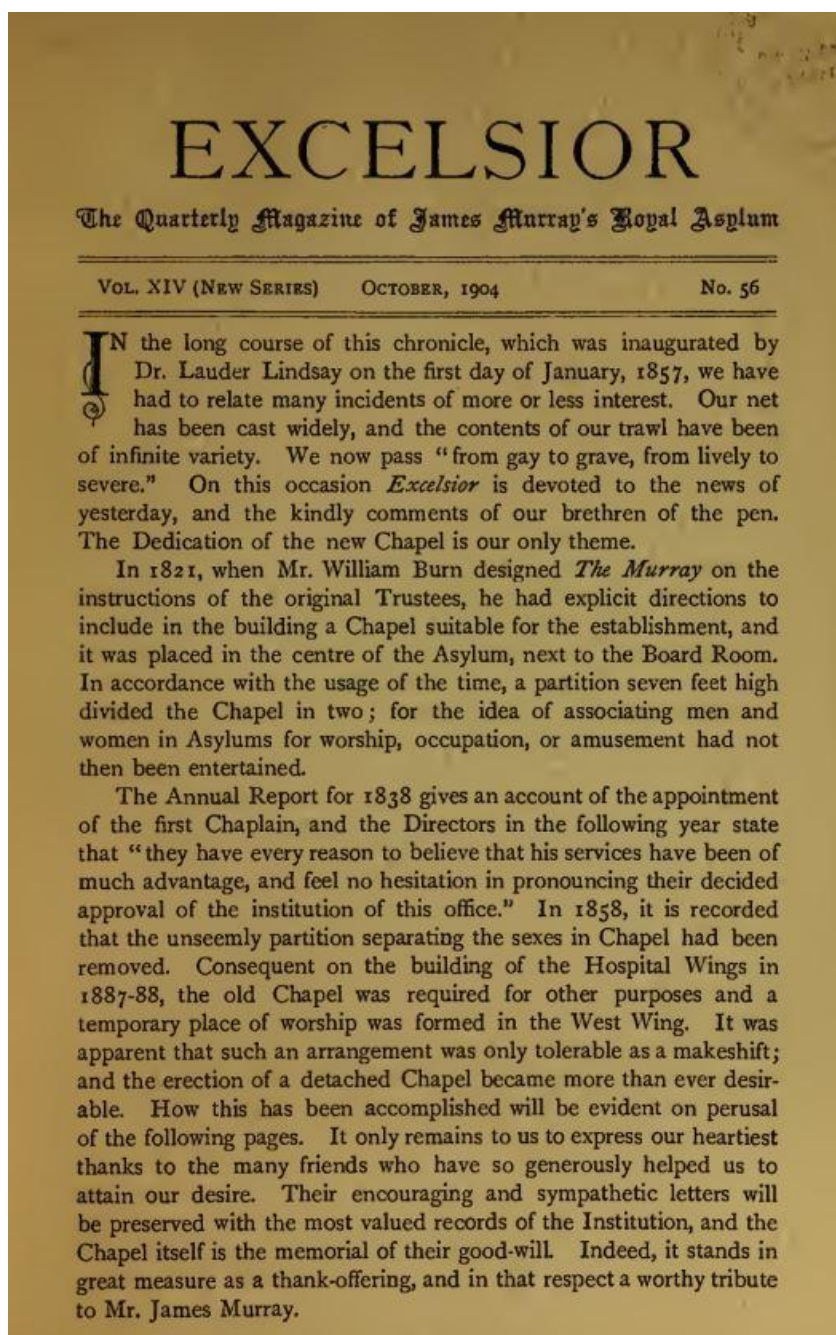 EXCELSIOR
The Quarterly Magazine of James Murray's Royal Asylum
VOL. XIV (NEW SERIES) OCTOBER, 1904 No. 56
IN the long course of this chronicle, which was inaugurated by
Dr. Lauder Lindsay on the first day of January, 1857, we have
had to relate many incidents of more or less interest. Our net
has been cast widely, and the contents of our trawl have been
of infinite variety. We now pass “from gay to grave, from lively to
severe.” On this occasion Excelsior is devoted to the news of
yesterday, and the kindly comments of our brethren of the pen.
The Dedication of the new Chapel is our only theme.
In 1821, when Mr. William Burn designed The Murray on the
instructions of the original Trustees, he had explicit directions to
include in the building a Chapel suitable for the establishment, and
it was placed in the centre of the Asylum, next to the Board Room.
In accordance with the usage of the time, a partition seven feet high
divided the Chapel in two; for the idea of associating men and
women in Asylums for worship, occupation, or amusement had not
then been entertained.
The Annual Report for 1838 gives an account of the appointment
of the first Chaplain, and the Directors in the following year state
that “they have every reason to believe that his services have been of
much advantage, and feel no hesitation in pronouncing their decided
approval of the institution of this office.” In 1858, it is recorded
that the unseemly partition separating the sexes in Chapel had been
removed. Consequent on the building of the Hospital Wings in
1887-88, the old Chapel was required for other purposes and a
temporary place of worship was formed in the West Wing. It was
apparent that such an arrangement was only tolerable as a makeshift;
and the erection of a detached Chapel became more than ever desir-
able. How this has been accomplished will be evident on perusal
of the following pages. It only remains to us to express our heartiest
thanks to the many friends who have so generously helped us to
attain our desire. Their encouraging and sympathetic letters will
be preserved with the most valued records of the Institution, and the
Chapel itself is the memorial of their good-will. Indeed, it stands in
great measure as a thank-offering, and in that respect a worthy tribute
to Mr. James Murray.